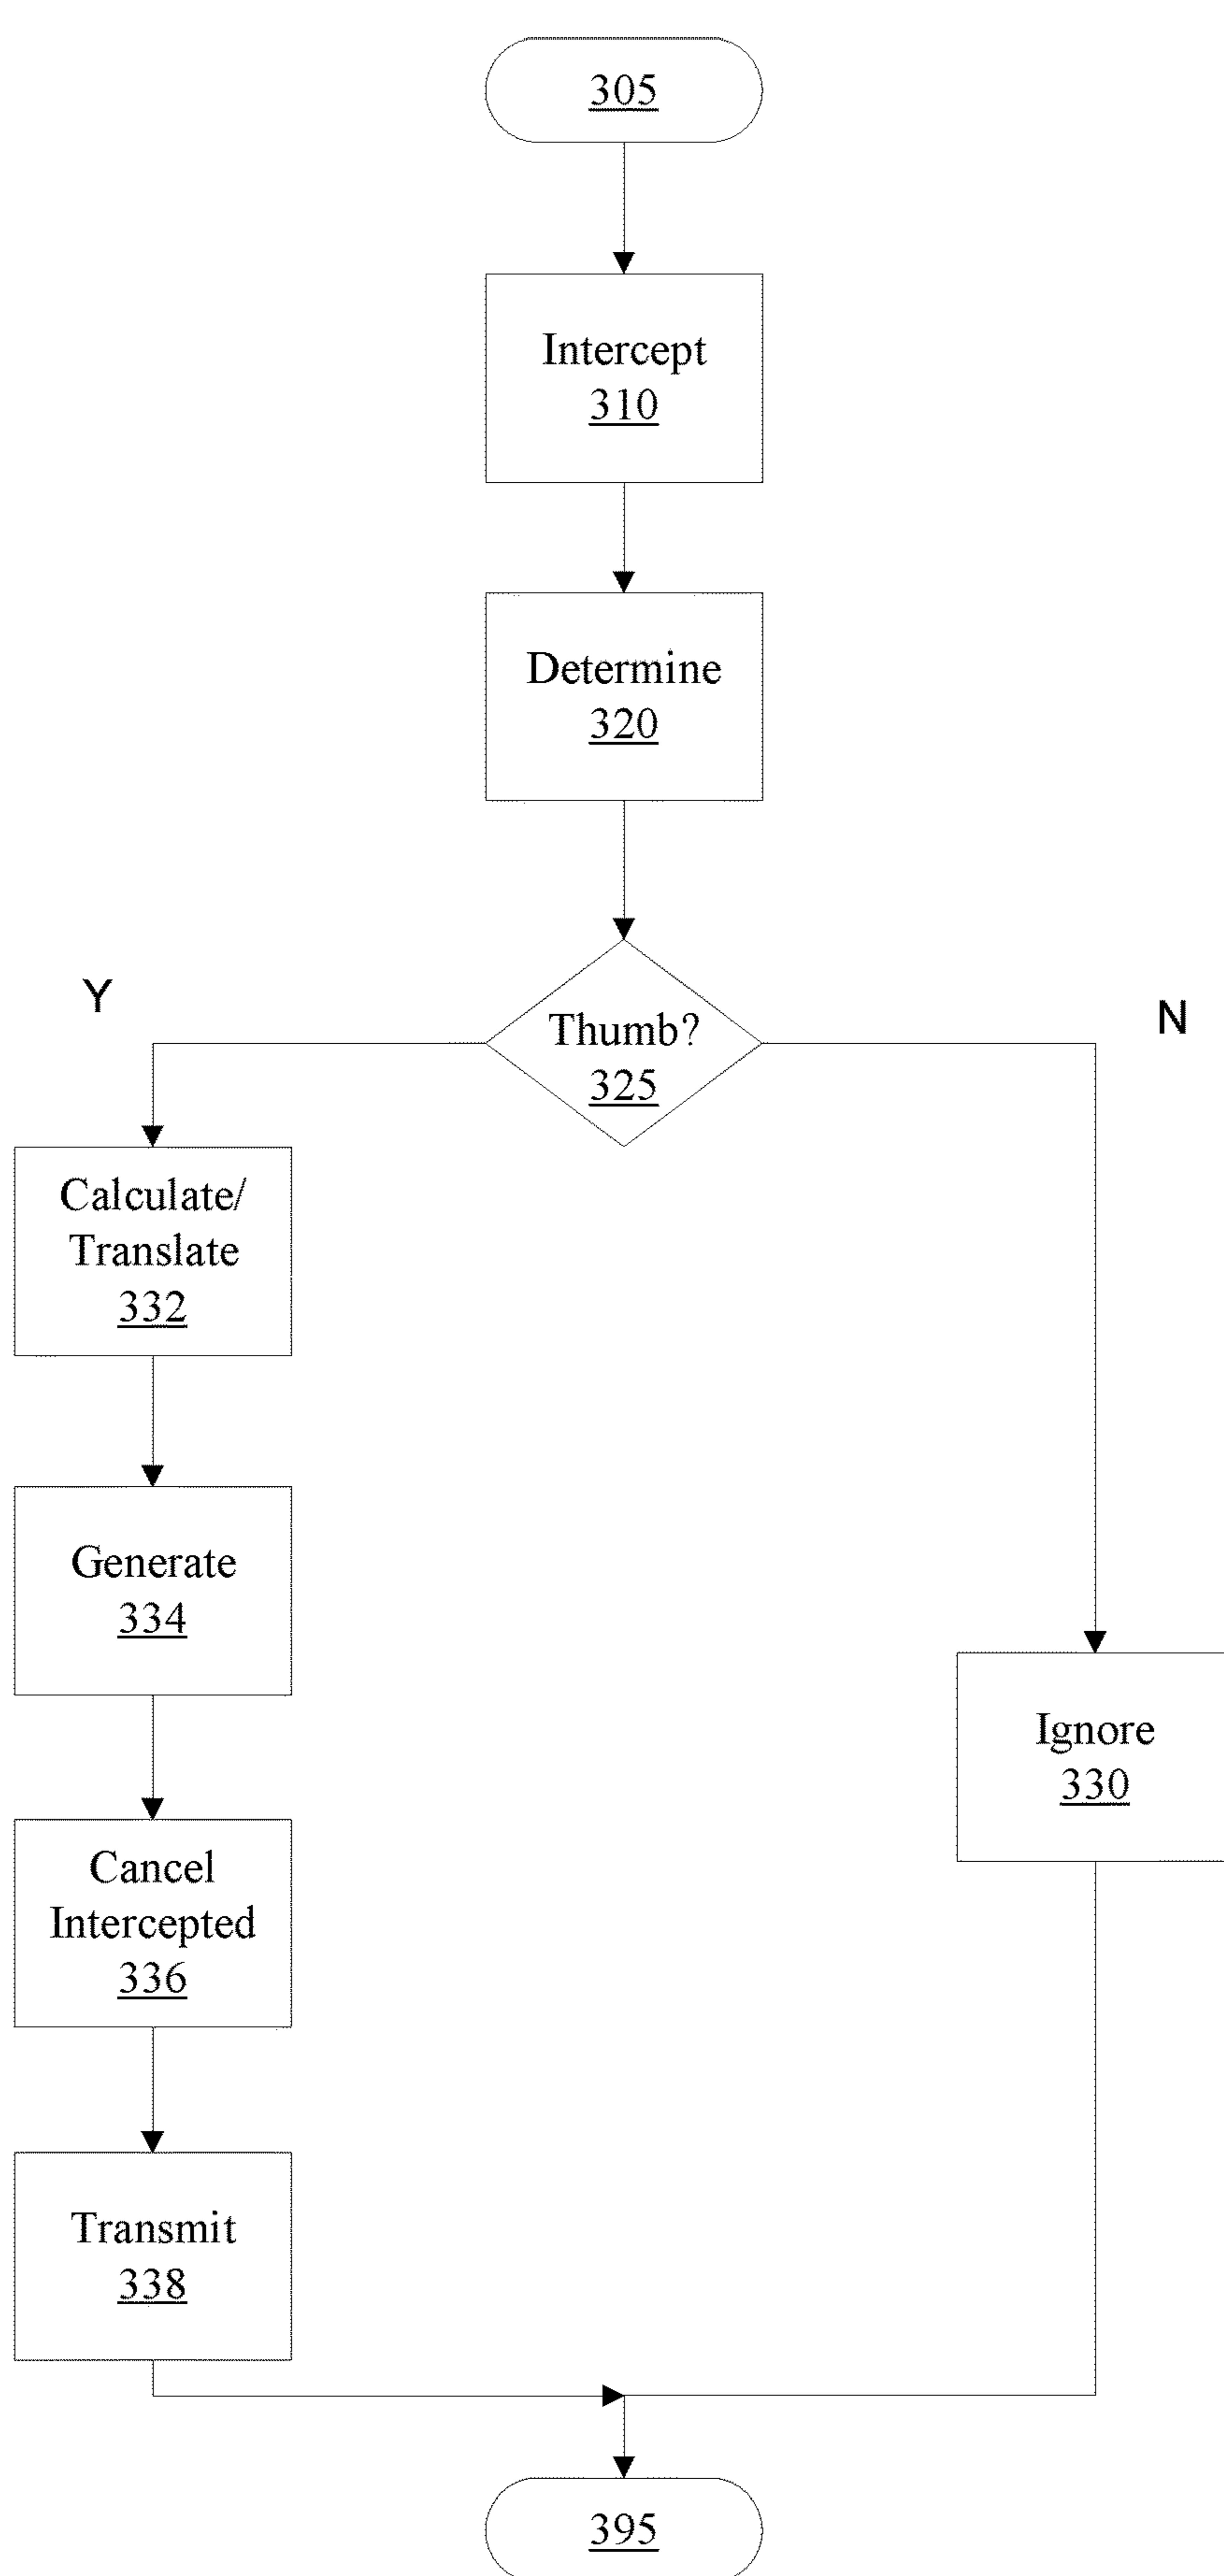 305
Intercept
310
Determine
320
Y
N
Thumb?
325
Calculate/
Translate
332
Generate
334
Ignore
330
Cancel
Intercepted
336
Transmit
338
395